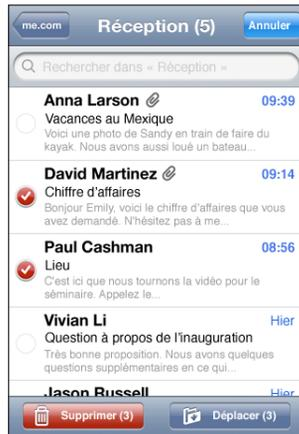 me.com Réception (5) Annuler
Rechercher dans « Réception »
Anna Larson 09:39
Vacances au Mexique
Voici une photo de Sandy en train de faire du
kayak. Nous avons aussi loué un bateau...
David Martinez 09:14
Chiffre d'affaires
Bonjour Emily, voici le chiffre d'affaires que vous
avez demandé. N'hésitez pas à me...
Paul Cashman 08:56
Lieu
C'est ici que nous tournons la vidéo pour le
séminaire. Appelez le...
Vivian Li Hier
Question à propos de l'inauguration
Très bonne proposition. Nous avons quelques
questions supplémentaires en ce qui...
Jason Russell Hier
Supprimer (3) Déplacer (3)